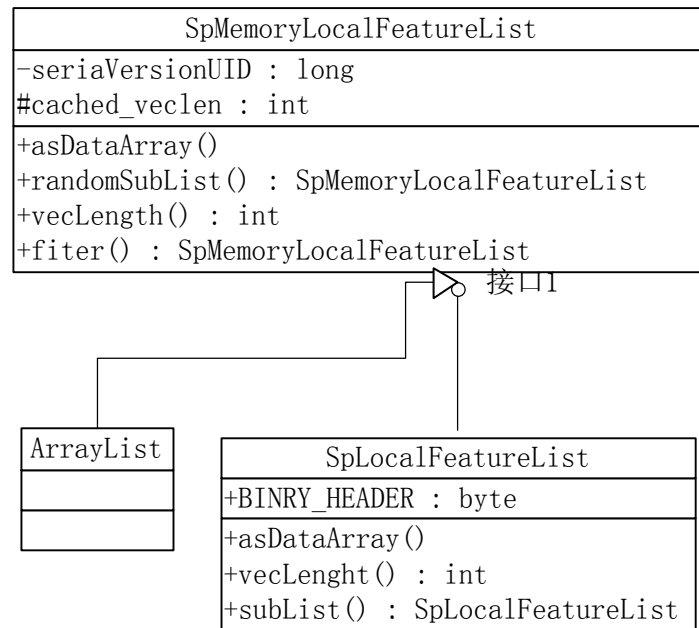 SpMemoryLocalFeatureList
-seriaVersionUID : long
#cached_veclen : int
+asDataArray()
+randomSubList() : SpMemoryLocalFeatureList
+vecLength() : int
+fiter() : SpMemoryLocalFeatureList
接口1
ArrayList
SpLocalFeatureList
+BINRY_HEADER : byte
+asDataArray()
+vecLenght() : int
+subList() : SpLocalFeatureList